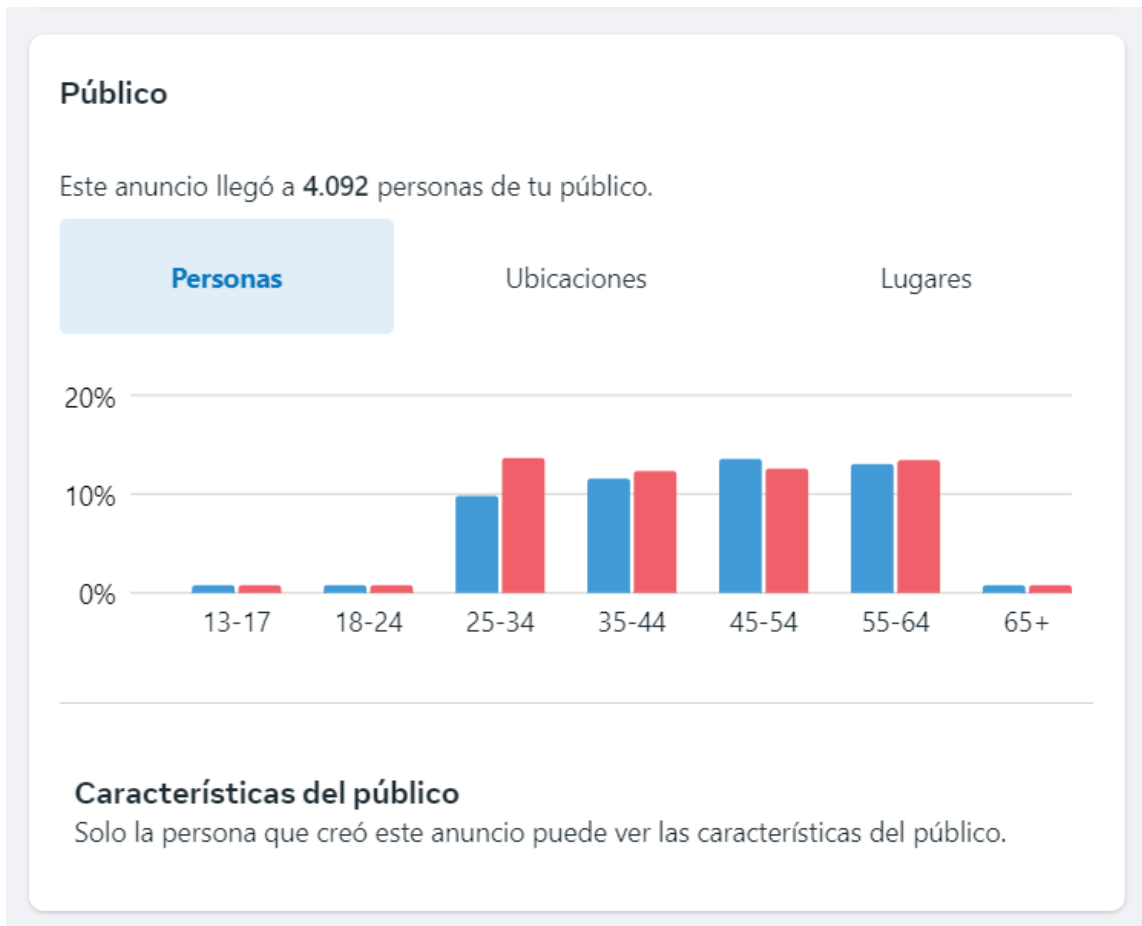 Público
Este anuncio llegó a 4.092 personas de tu público.
Personas Ubicaciones Lugares
20%
10%
0%
13-17 18-24 25-34 35-44 45-54 55-64 65+
Características del público
Solo la persona que creó este anuncio puede ver las características del público.